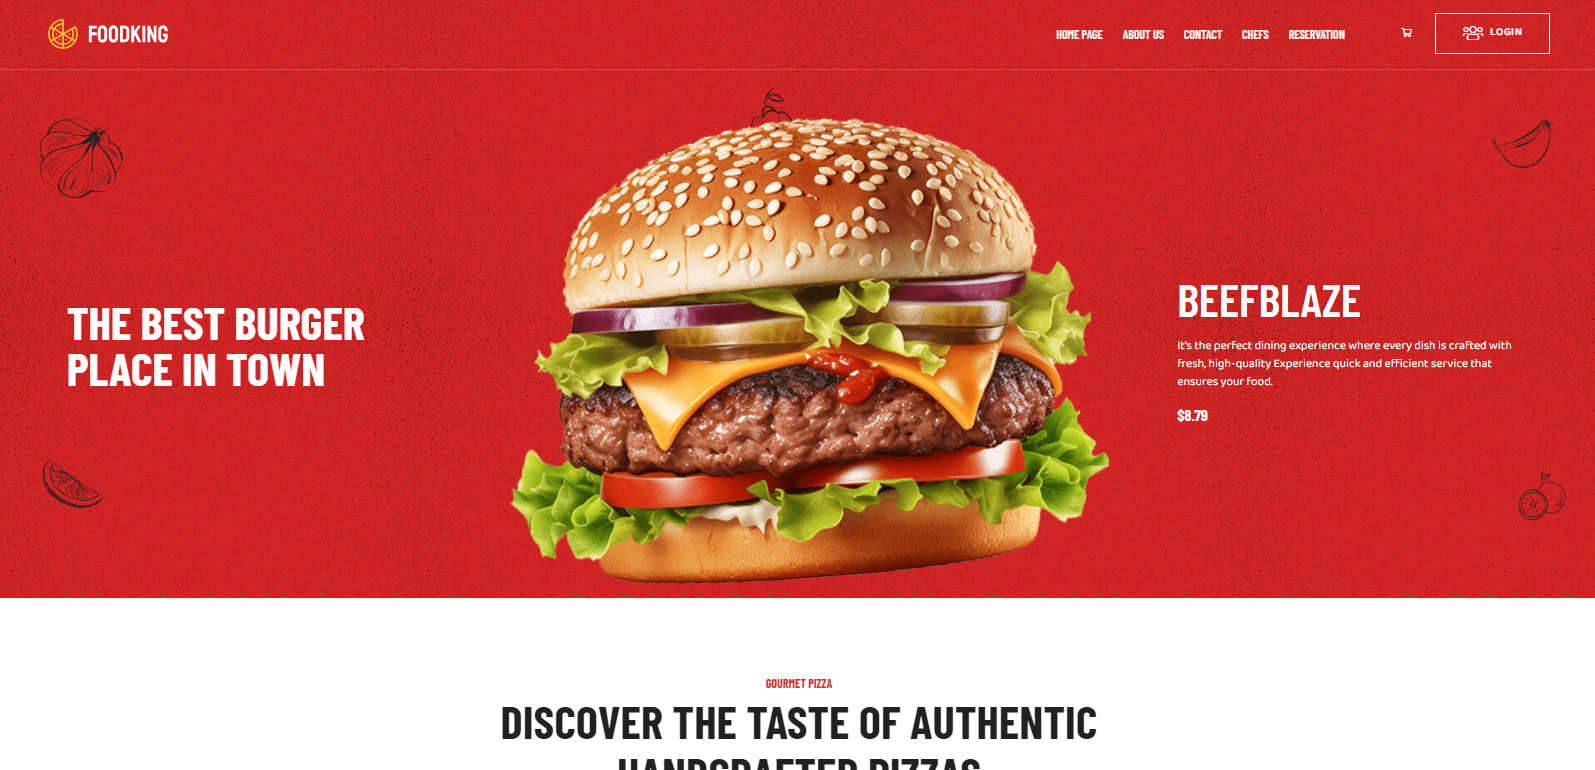 FOODKING
HOME PAGE
ABOUT US
CONTACT
CHEFS
RESERVATION
LOGIN
THE BEST BURGER
PLACE IN TOWN
BEEFBLAZE
It's the perfect dining experience where every dish is crafted with
fresh, high-quality Experience quick and efficient service that
ensures your food.
$8.79
GOURMET PIZZA
DISCOVER THE TASTE OF AUTHENTIC
HANDCRAFTED PIZZAS